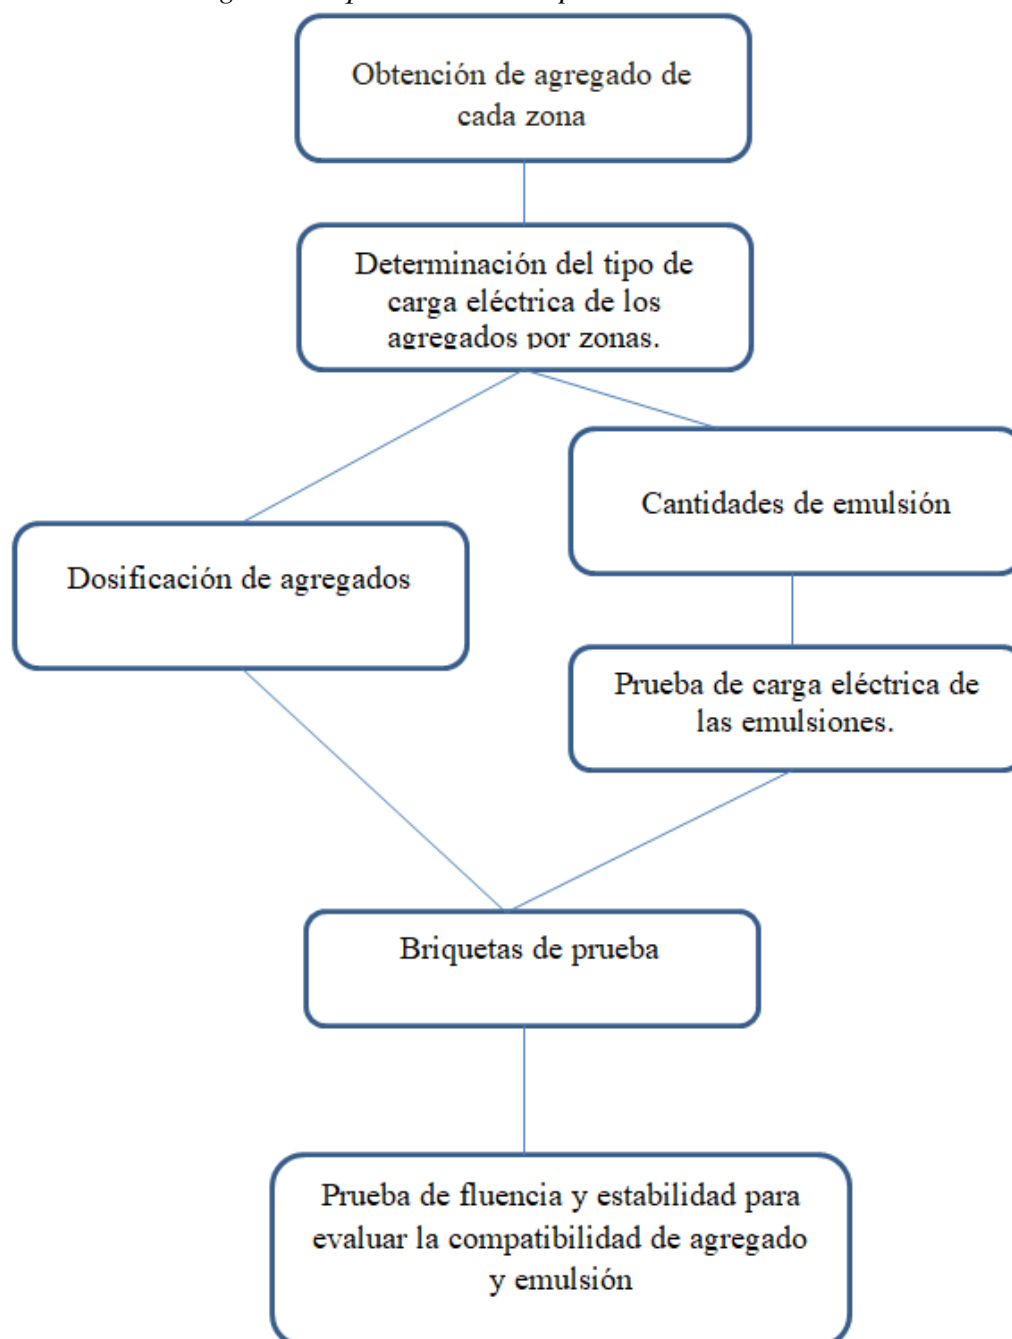 Obtención de agregado de
cada zona
Determinación del tipo de
carga eléctrica de los
agregados por zonas.
Cantidades de emulsión
Dosificación de agregados
Prueba de carga eléctrica de
las emulsiones.
Briquetas de prueba
Prueba de fluencia y estabilidad para
evaluar la compatibilidad de agregado
y emulsión